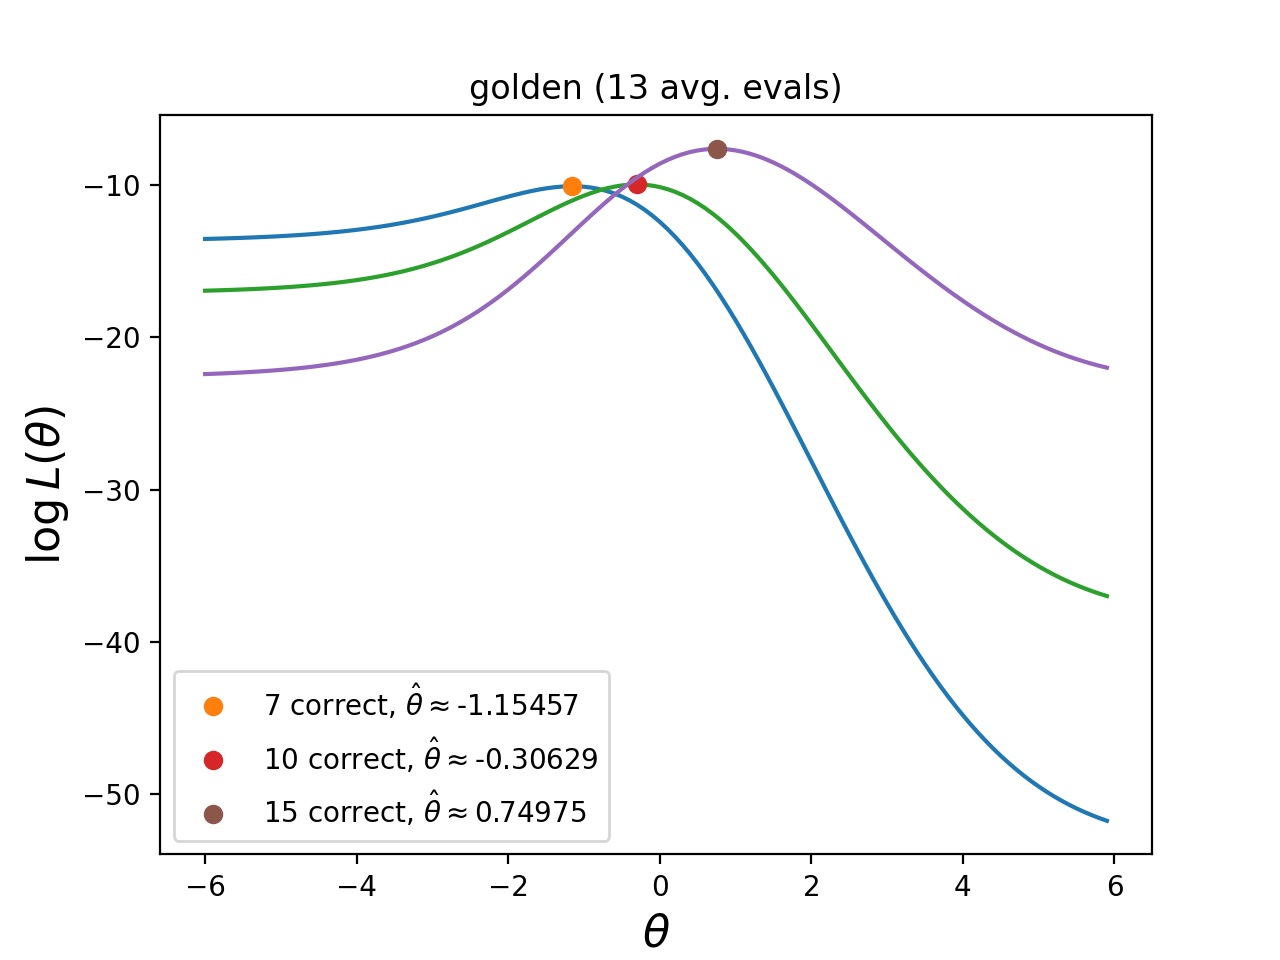 golden (13 avg. evals)
log L(θ)
−10
−20
−30
−40
−50
7 correct, θ̂ ≈ -1.15457
10 correct, θ̂ ≈ -0.30629
15 correct, θ̂ ≈ 0.74975
−6 −4 −2 0 2 4 6
θ